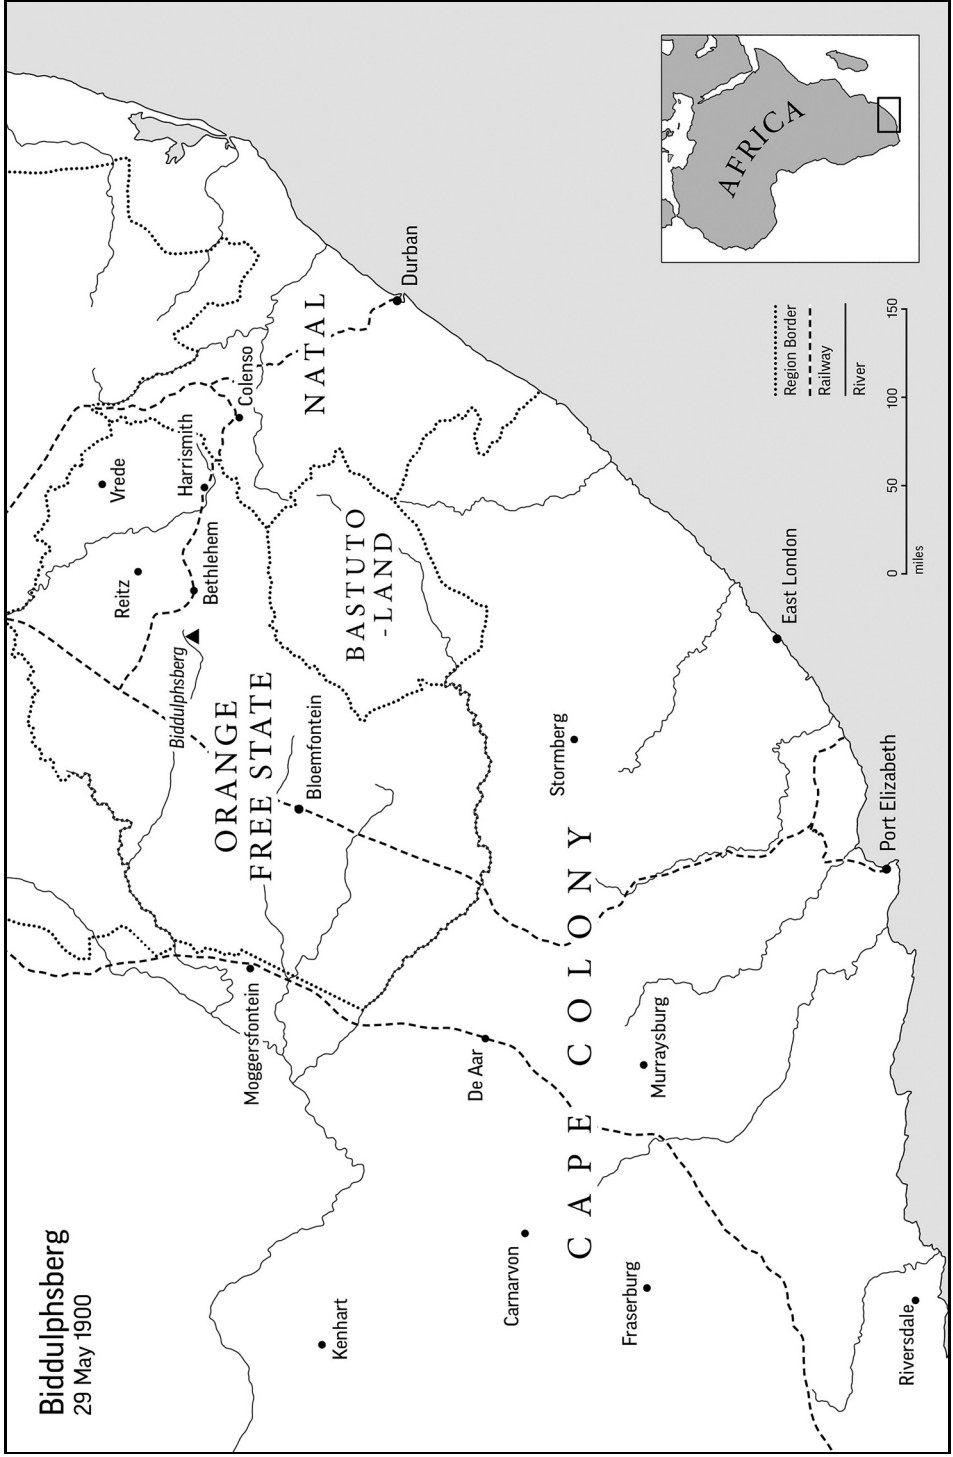 Biddulphsberg
29 May 1900
AFRICA
Region Border
Railway
River
0 50 100 150
miles
Vrede
Reitz
Harrismith
Bethlehem
Colenso
Durban
NATAL
Biddulphsberg
ORANGE
FREE STATE
BASTUTO
-LAND
Bloemfontein
Moggersfontein
De Aar
Stormberg
East London
Port Elizabeth
CAPE COLONY
Murraysburg
Carnarvon
Fraserburg
Kenhart
Riversdale